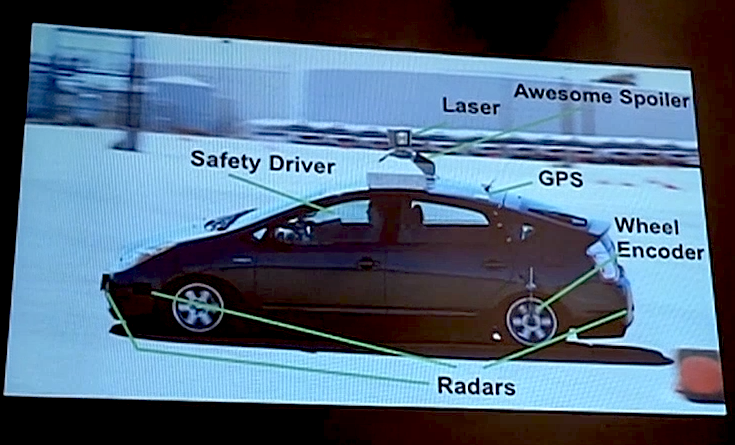 Laser
Awesome Spoiler
Safety Driver
GPS
Wheel
Encoder
Radars